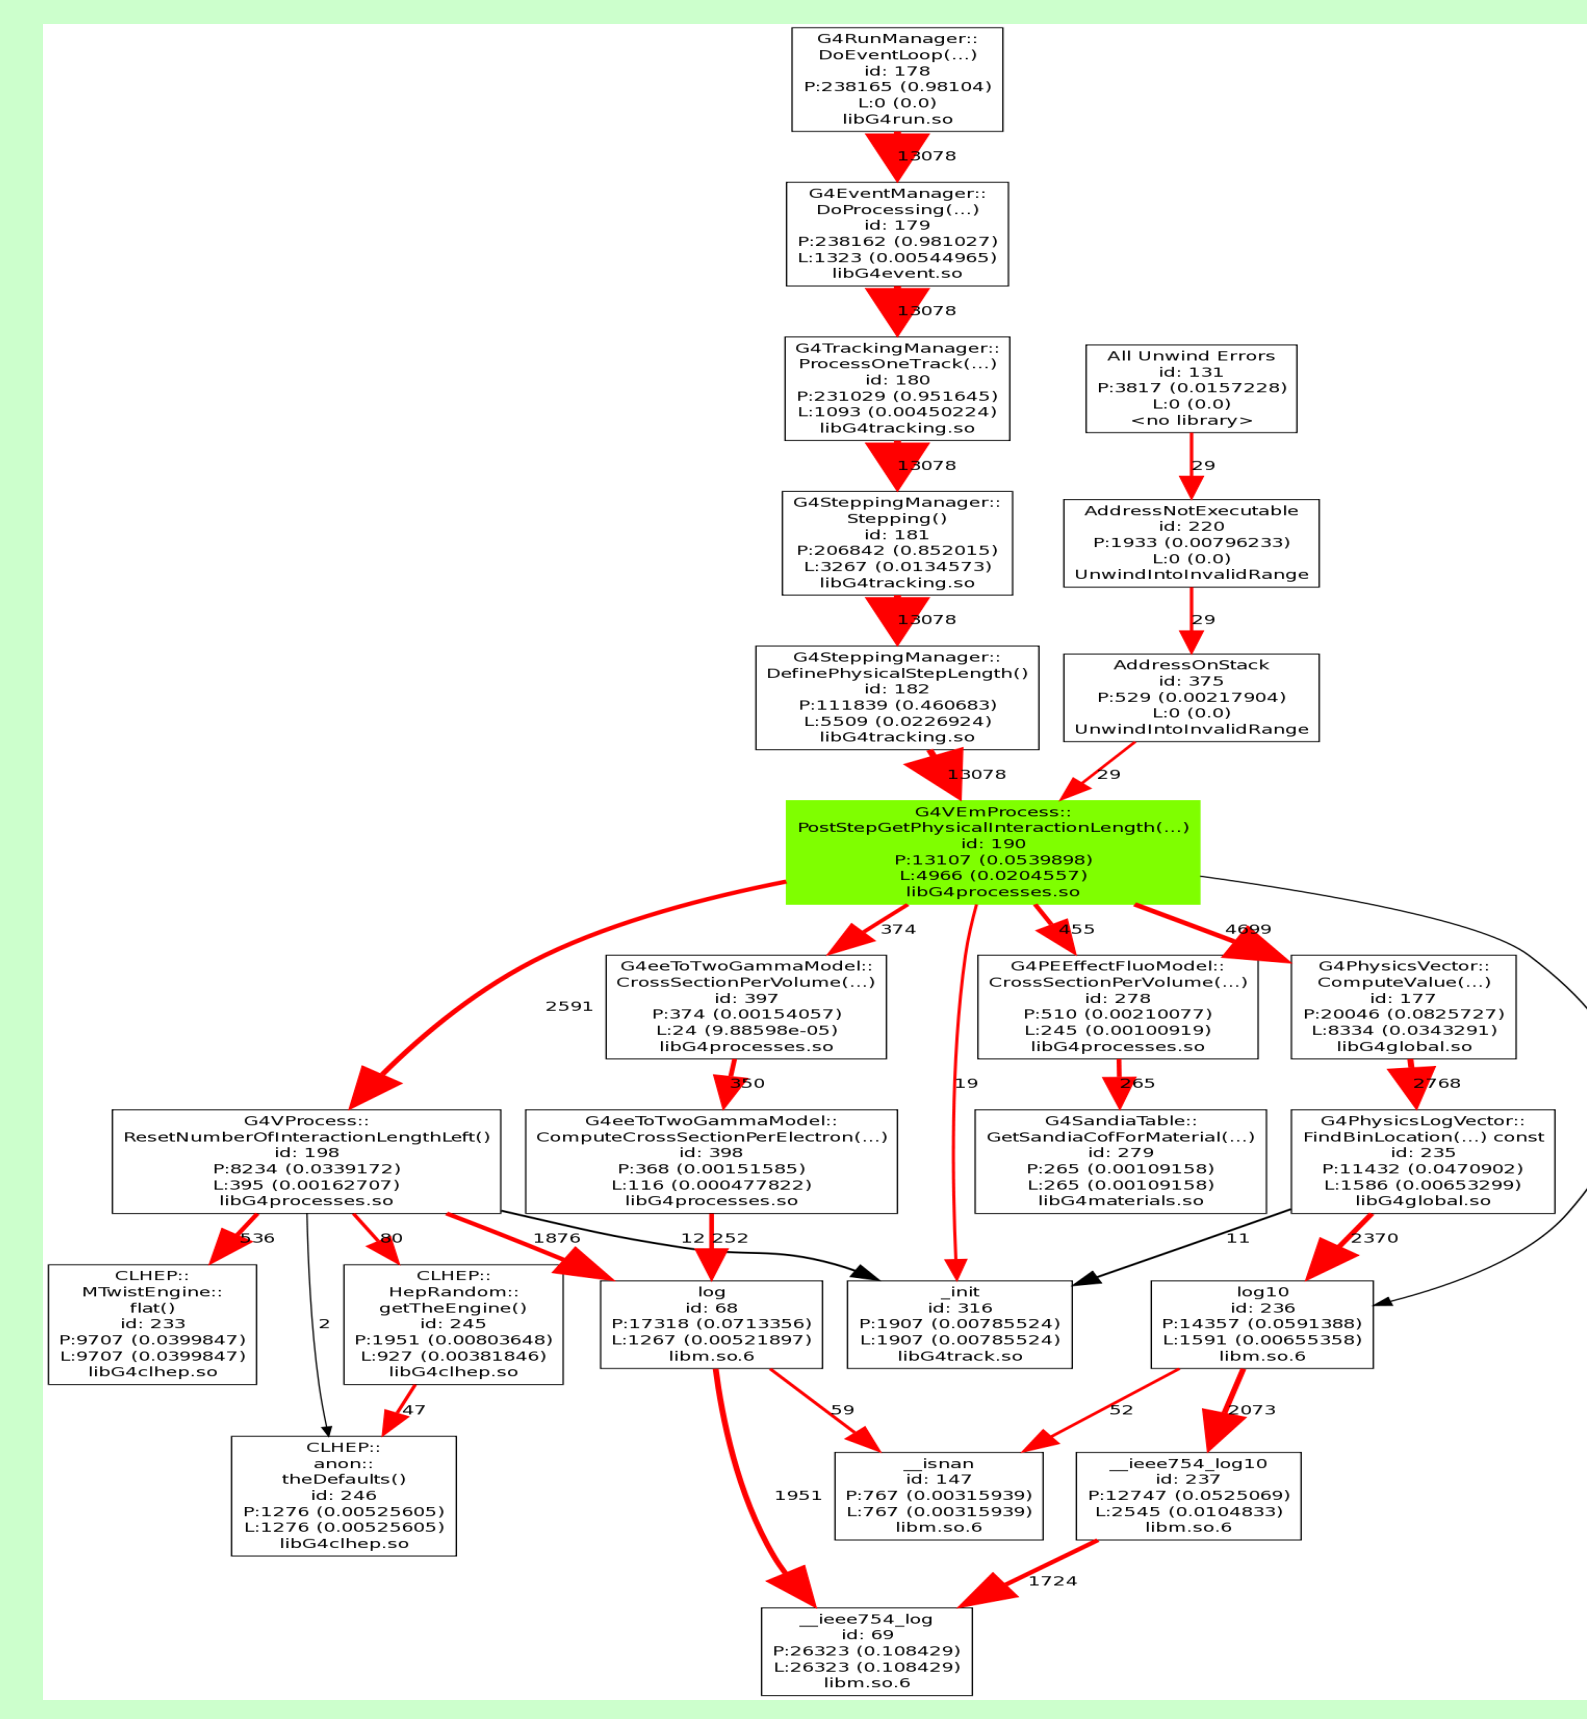 G4RunManager::
DoEventLoop(...)
id: 178
P:238165 (0.98104)
L:0 (0.0)
libG4run.so
13078
G4EventManager::
DoProcessing(...)
id: 179
P:238162 (0.981027)
L:1323 (0.00544965)
libG4event.so
13078
G4TrackingManager::
ProcessOneTrack(...)
id: 180
P:231029 (0.951645)
L:1093 (0.00450224)
libG4tracking.so
All Unwind Errors
id: 131
P:3817 (0.0157228)
L:0 (0.0)
<no library>
13078
29
G4SteppingManager::
Stepping()
id: 181
P:206842 (0.852015)
L:3267 (0.0134573)
libG4tracking.so
AddressNotExecutable
id: 220
P:1933 (0.00796233)
L:0 (0.0)
UnwindIntoInvalidRange
13078
29
G4SteppingManager::
DefinePhysicalStepLength()
id: 182
P:111839 (0.460683)
L:5509 (0.0226924)
libG4tracking.so
AddressOnStack
id: 375
P:529 (0.00217904)
L:0 (0.0)
UnwindIntoInvalidRange
13078
29
G4VEmProcess::
PostStepGetPhysicalInteractionLength(...)
id: 190
P:13107 (0.0539898)
L:4966 (0.0204557)
libG4processes.so
2591
374
19
455
4699
G4eeToTwoGammaModel::
CrossSectionPerVolume(...)
id: 397
P:374 (0.00154057)
L:24 (9.88598e-05)
libG4processes.so
G4PEEffectFluoModel::
CrossSectionPerVolume(...)
id: 278
P:510 (0.00210077)
L:245 (0.00100919)
libG4processes.so
G4PhysicsVector::
ComputeValue(...)
id: 177
P:20046 (0.0825727)
L:8334 (0.0343291)
libG4global.so
350
265
2768
G4VProcess::
ResetNumberOfInteractionLengthLeft()
id: 198
P:8234 (0.0339172)
L:395 (0.00162707)
libG4processes.so
G4eeToTwoGammaModel::
ComputeCrossSectionPerElectron(...)
id: 398
P:368 (0.00151585)
L:116 (0.000477822)
libG4processes.so
G4SandiaTable::
GetSandiaCofForMaterial(...)
id: 279
P:265 (0.00109158)
L:265 (0.00109158)
libG4materials.so
G4PhysicsLogVector::
FindBinLocation(...) const
id: 235
P:11432 (0.0470902)
L:1586 (0.00653299)
libG4global.so
536
2
80
1876
12
252
11
2370
CLHEP::
MTwistEngine::
flat()
id: 233
P:9707 (0.0399847)
L:9707 (0.0399847)
libG4clhep.so
CLHEP::
HepRandom::
getTheEngine()
id: 245
P:1951 (0.00803648)
L:927 (0.00381846)
libG4clhep.so
log
id: 68
P:17318 (0.0713356)
L:1267 (0.00521897)
libm.so.6
_init
id: 316
P:1907 (0.00785524)
L:1907 (0.00785524)
libG4track.so
log10
id: 236
P:14357 (0.0591388)
L:1591 (0.00655358)
libm.so.6
47
1951
59
52
2073
CLHEP::
anon::
theDefaults()
id: 246
P:1276 (0.00525605)
L:1276 (0.00525605)
libG4clhep.so
__isnan
id: 147
P:767 (0.00315939)
L:767 (0.00315939)
libm.so.6
__ieee754_log10
id: 237
P:12747 (0.0525069)
L:2545 (0.0104833)
libm.so.6
1724
__ieee754_log
id: 69
P:26323 (0.108429)
L:26323 (0.108429)
libm.so.6